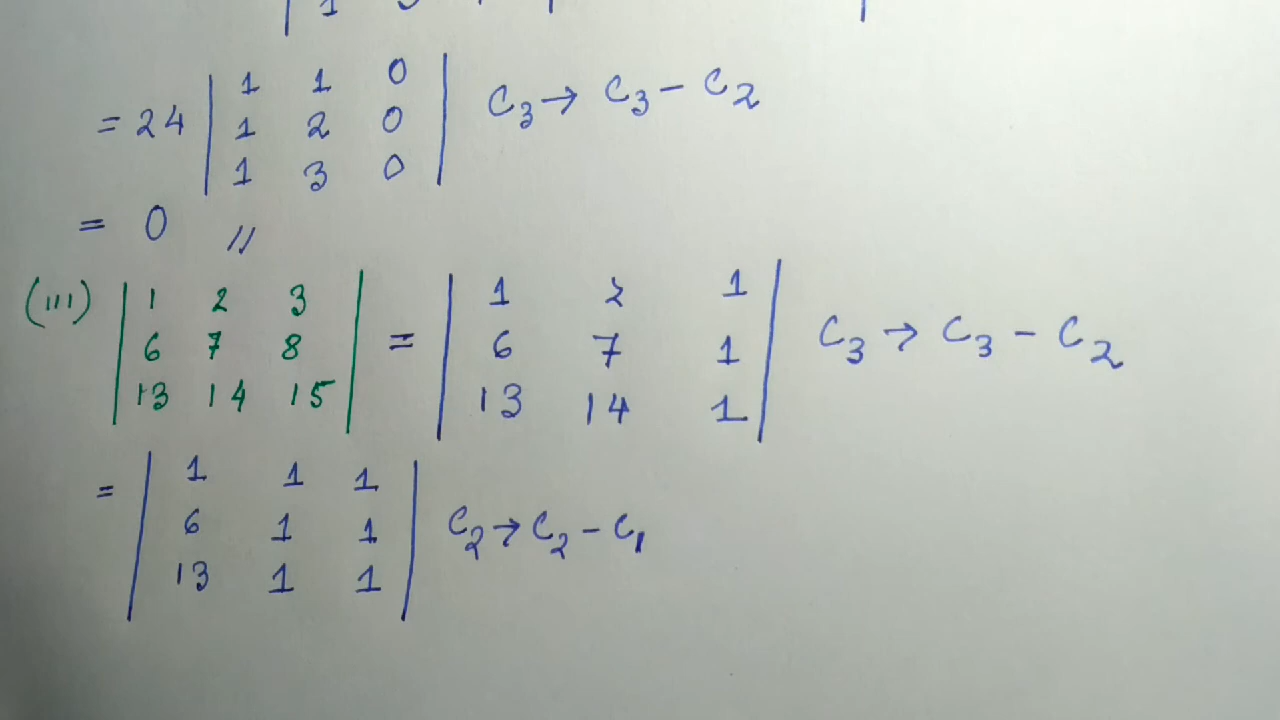 = 24 | 1 1 0 | C3 → C3 - C2
| 1 2 0 |
| 1 3 0 |
= 0 //
(iii) | 1 2 3 | = | 1 2 1 | C3 → C3 - C2
| 6 7 8 | | 6 7 1 |
| 13 14 15 | | 13 14 1 |
= | 1 1 1 | C2 → C2 - C1
| 6 1 1 |
| 13 1 1 |